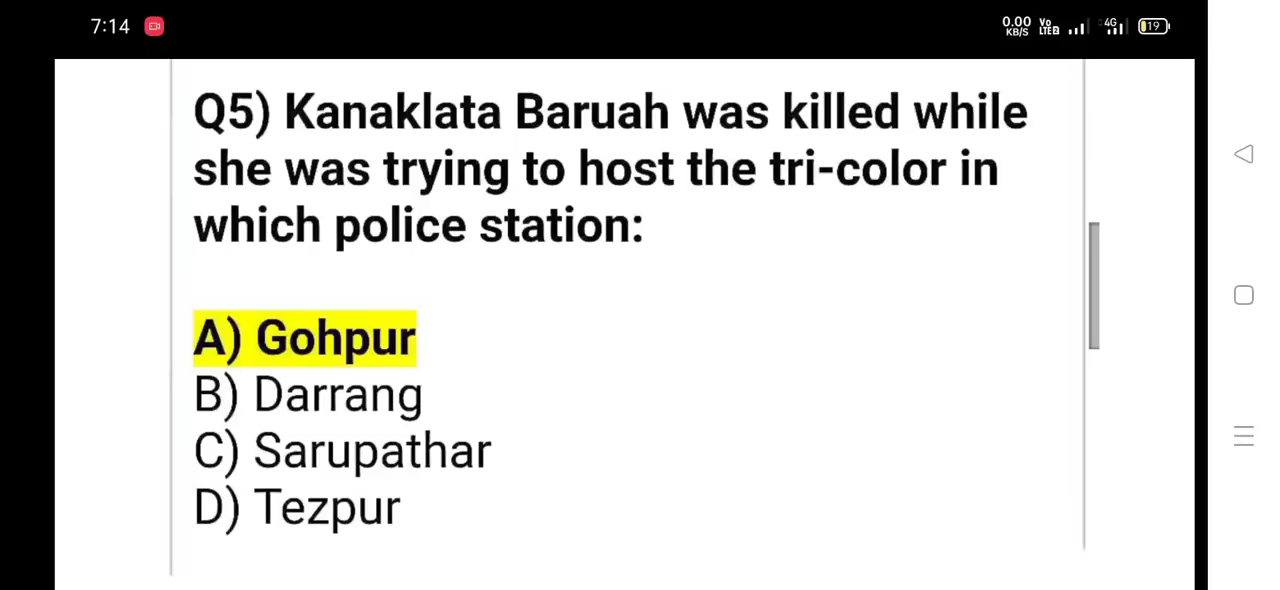 7:14
0.00 KB/S Vo LTE2 4G 19
Q5) Kanaklata Baruah was killed while
she was trying to host the tri-color in
which police station:
A) Gohpur
B) Darrang
C) Sarupathar
D) Tezpur